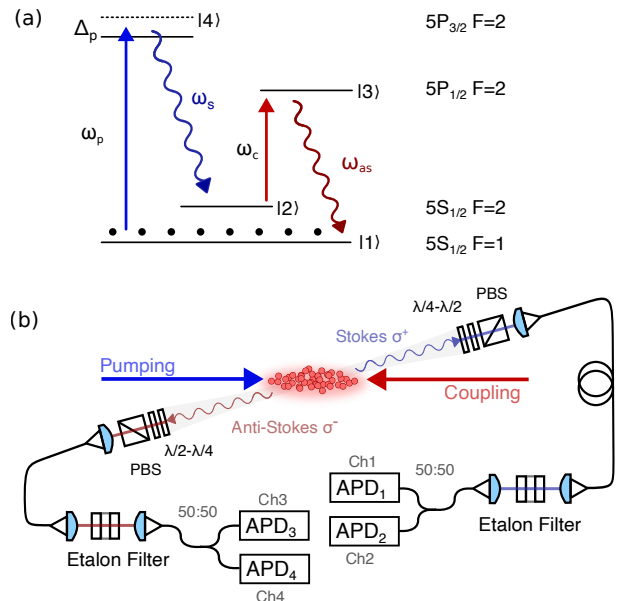 (a)
|4⟩ 5P3/2 F=2
Δp
|3⟩ 5P1/2 F=2
ωs
ωp
ωc
ωas
|2⟩ 5S1/2 F=2
|1⟩ 5S1/2 F=1
(b)
λ/4-λ/2 PBS
Stokes σ+
Pumping
Coupling
Anti-Stokes σ-
λ/2-λ/4
PBS
Ch1
50:50
APD1
50:50
Ch3
APD3
APD2
Etalon Filter
Etalon Filter
Ch2
APD4
Ch4